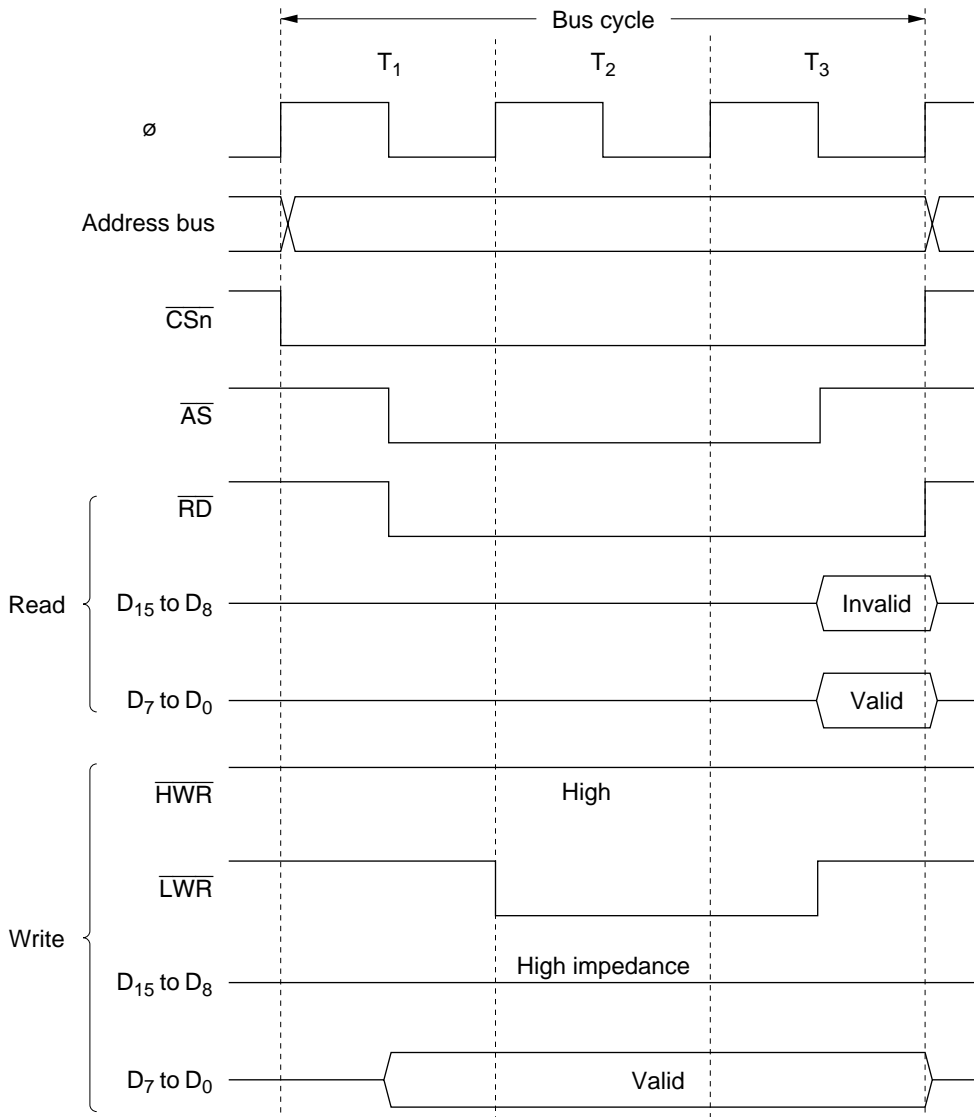 Bus cycle
T1 T2 T3
ø
Address bus
CSn
AS
RD
Read
D15 to D8 Invalid
D7 to D0 Valid
HWR High
LWR
Write
D15 to D8 High impedance
D7 to D0 Valid